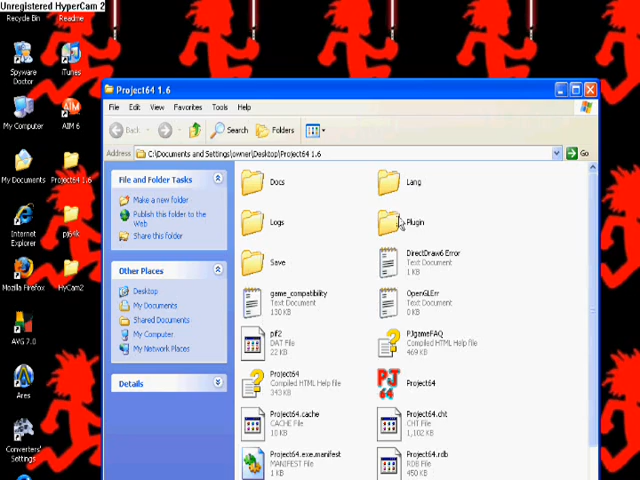 Unregistered HyperCam 2
Recycle Bin
Readme
Spyware
Doctor
iTunes
My Computer
AIM 6
My Documents
Project64 1.6
Internet
Explorer
pj64k
Mozilla Firefox
HyCam2
AVG 7.0
Ares
Converters'
Settings
Project64 1.6
File
Edit
View
Favorites
Tools
Help
Back
Search
Folders
Address
C:\Documents and Settings\owner\Desktop\Project64 1.6
Go
File and Folder Tasks
Make a new folder
Publish this folder to the
Web
Share this folder
Other Places
Desktop
My Documents
Shared Documents
My Computer
My Network Places
Details
Docs
Lang
Logs
Plugin
Save
DirectDraw6 Error
Text Document
1 KB
game_compatibility
Text Document
130 KB
OpenGLErr
Text Document
0 KB
DAT File
22 KB
PJgameFAQ
Compiled HTML Help file
469 KB
Project64
Compiled HTML Help file
343 KB
PJ
64
Project64
Project64.cache
CACHE File
10 KB
Project64.cht
CHT File
1,102 KB
Project64.exe.manifest
MANIFEST File
1 KB
Project64.rdb
RDB File
450 KB